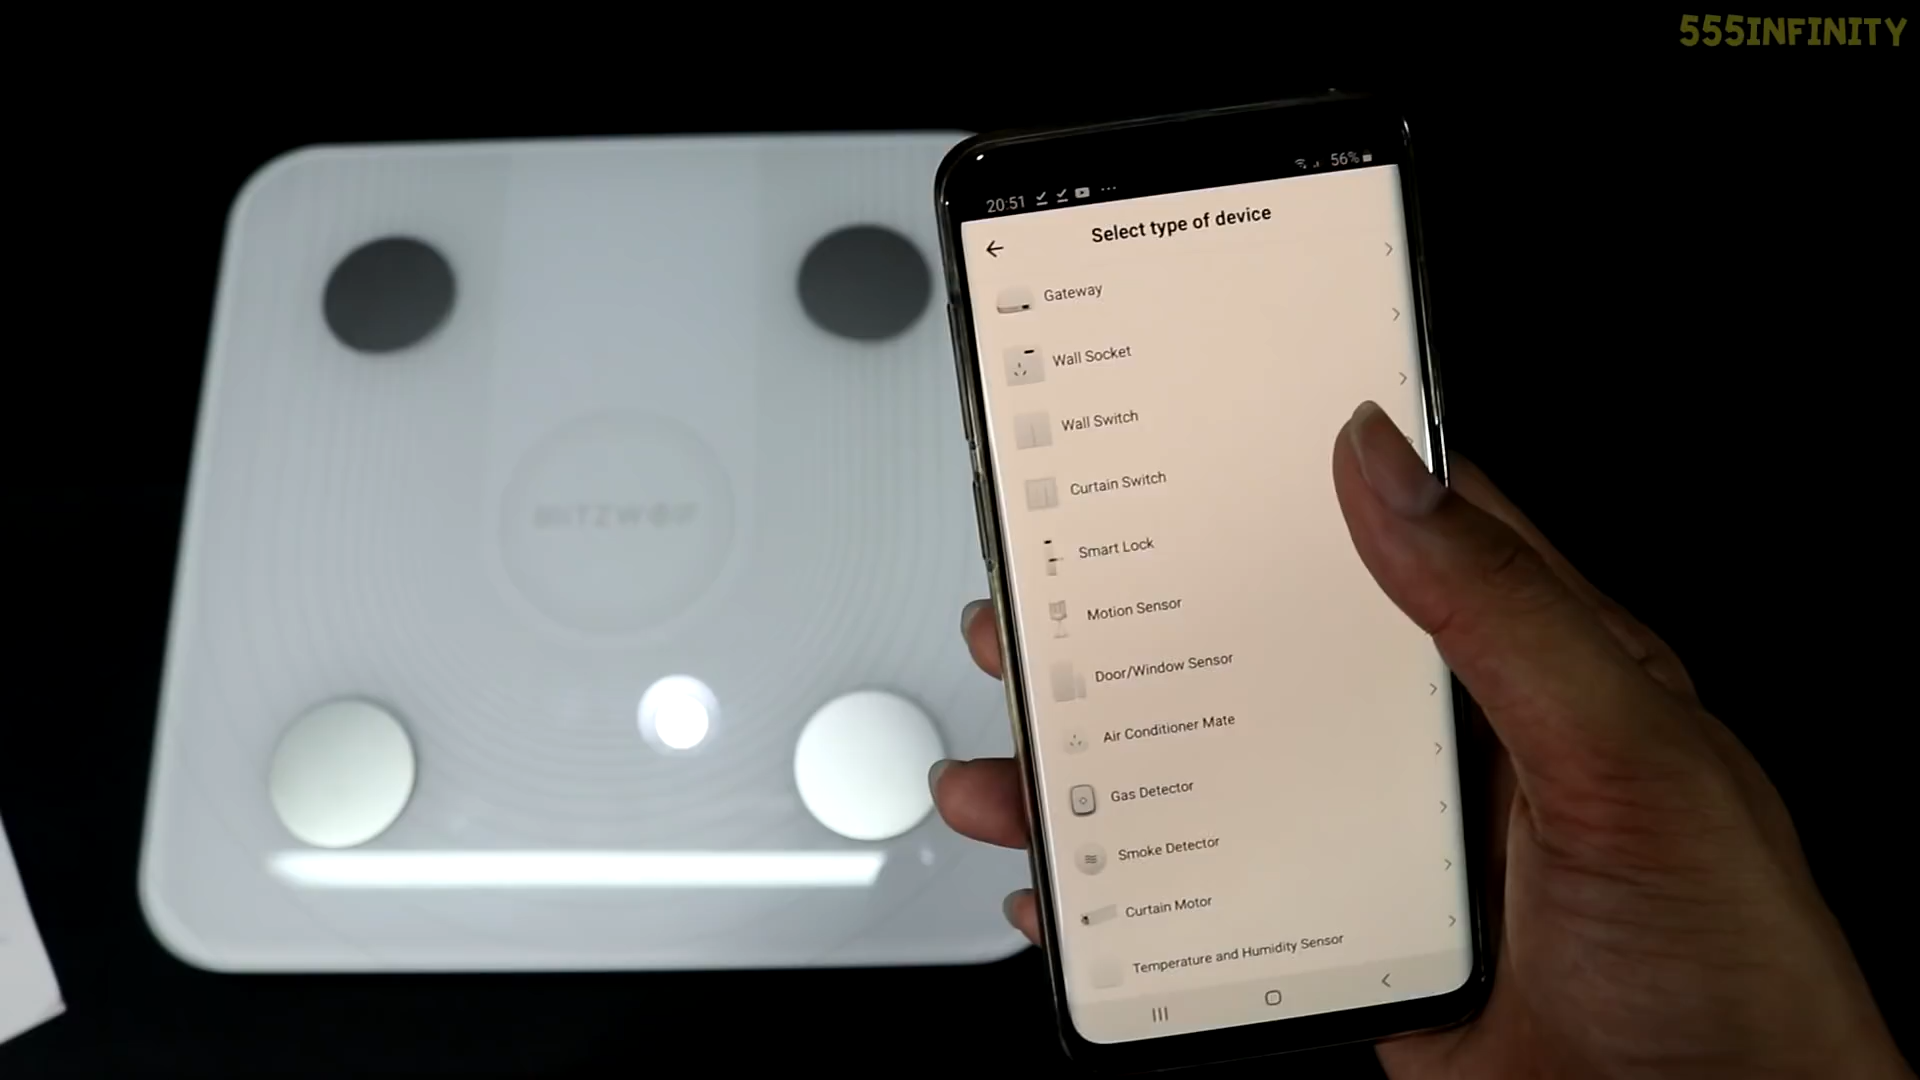 555INFINITY
BLITZWOLF
20:51
56%
Select type of device
Gateway
Wall Socket
Wall Switch
Curtain Switch
Smart Lock
Motion Sensor
Door/Window Sensor
Air Conditioner Mate
Gas Detector
Smoke Detector
Curtain Motor
Temperature and Humidity Sensor